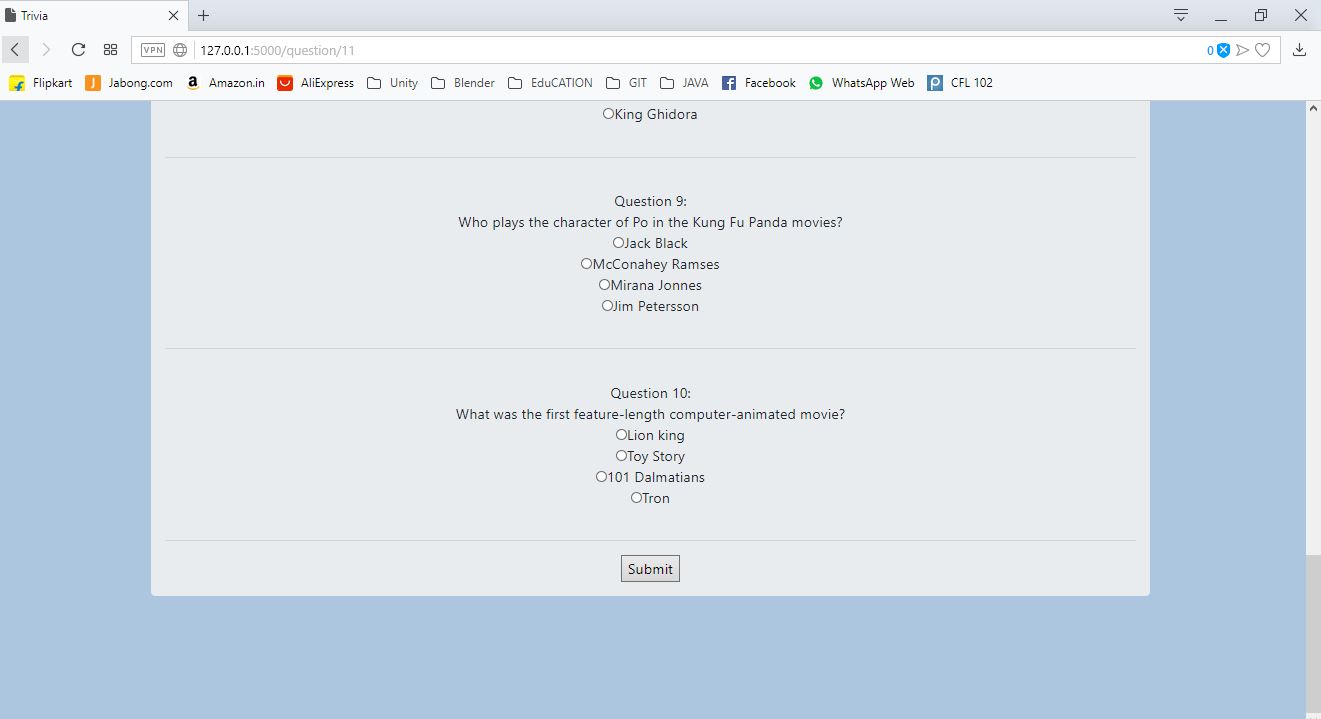 Trivia
VPN 127.0.0.1:5000/question/11 0
Flipkart J Jabong.com a Amazon.in AliExpress Unity Blender EduCATION GIT JAVA f Facebook WhatsApp Web P CFL 102
King Ghidora
Question 9:
Who plays the character of Po in the Kung Fu Panda movies?
Jack Black
McConahey Ramses
Mirana Jonnes
Jim Petersson
Question 10:
What was the first feature-length computer-animated movie?
Lion king
Toy Story
101 Dalmatians
Tron
Submit